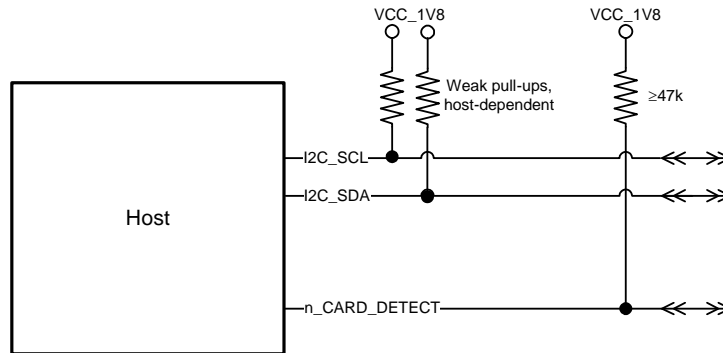 VCC_1V8
VCC_1V8
Weak pull-ups,
host-dependent
≥47k
I2C_SCL
I2C_SDA
Host
n_CARD_DETECT